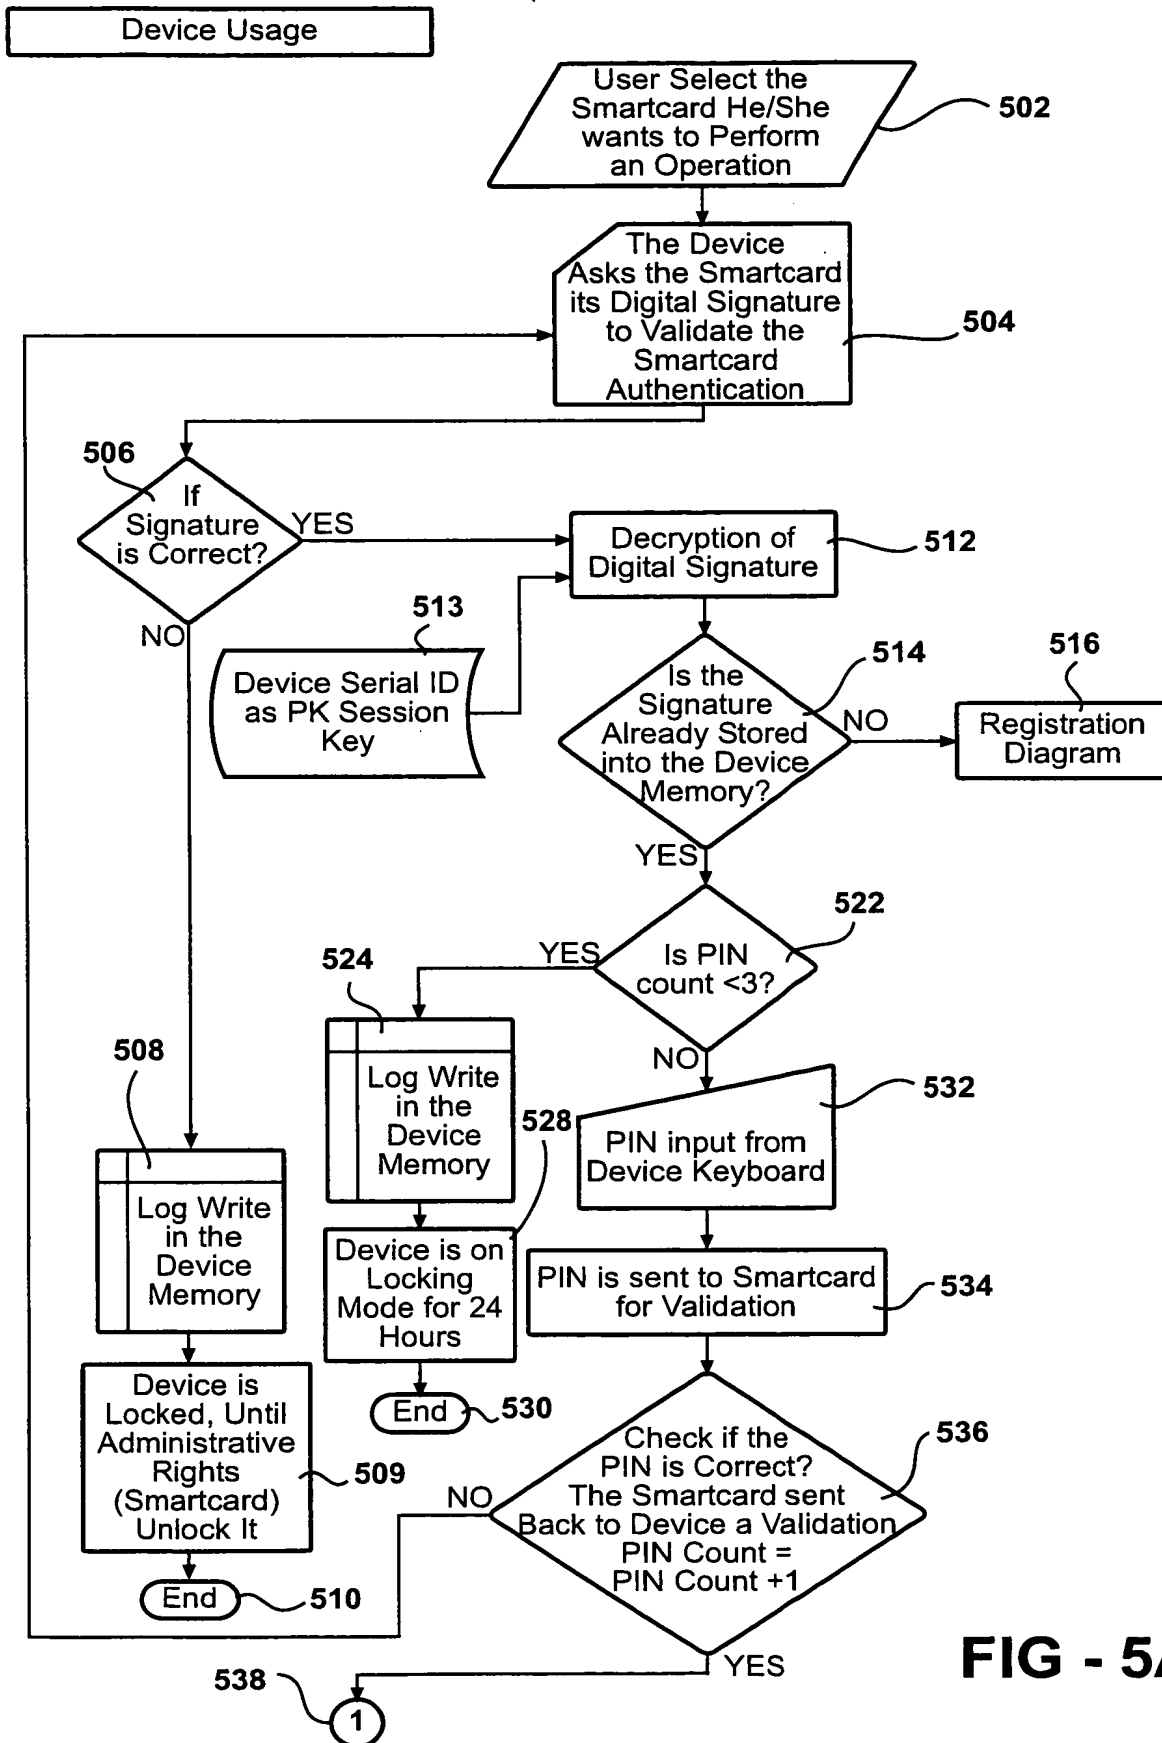 Device Usage
User Select the
Smartcard He/She
wants to Perform
an Operation
502
The Device
Asks the Smartcard
its Digital Signature
to Validate the
Smartcard
Authentication
504
506
If
Signature
is Correct?
YES
NO
Decryption of
Digital Signature
512
513
Device Serial ID
as PK Session
Key
Is the
Signature
Already Stored
into the Device
Memory?
514
NO
YES
516
Registration
Diagram
522
Is PIN
count <3?
YES
NO
524
Log Write
in the
Device
Memory
528
Device is on
Locking
Mode for 24
Hours
End
530
508
Log Write
in the
Device
Memory
Device is
Locked, Until
Administrative
Rights
(Smartcard)
Unlock It
509
End
510
PIN input from
Device Keyboard
532
PIN is sent to Smartcard
for Validation
534
Check if the
PIN is Correct?
The Smartcard sent
Back to Device a Validation
PIN Count =
PIN Count +1
536
NO
YES
538
1
FIG - 5A